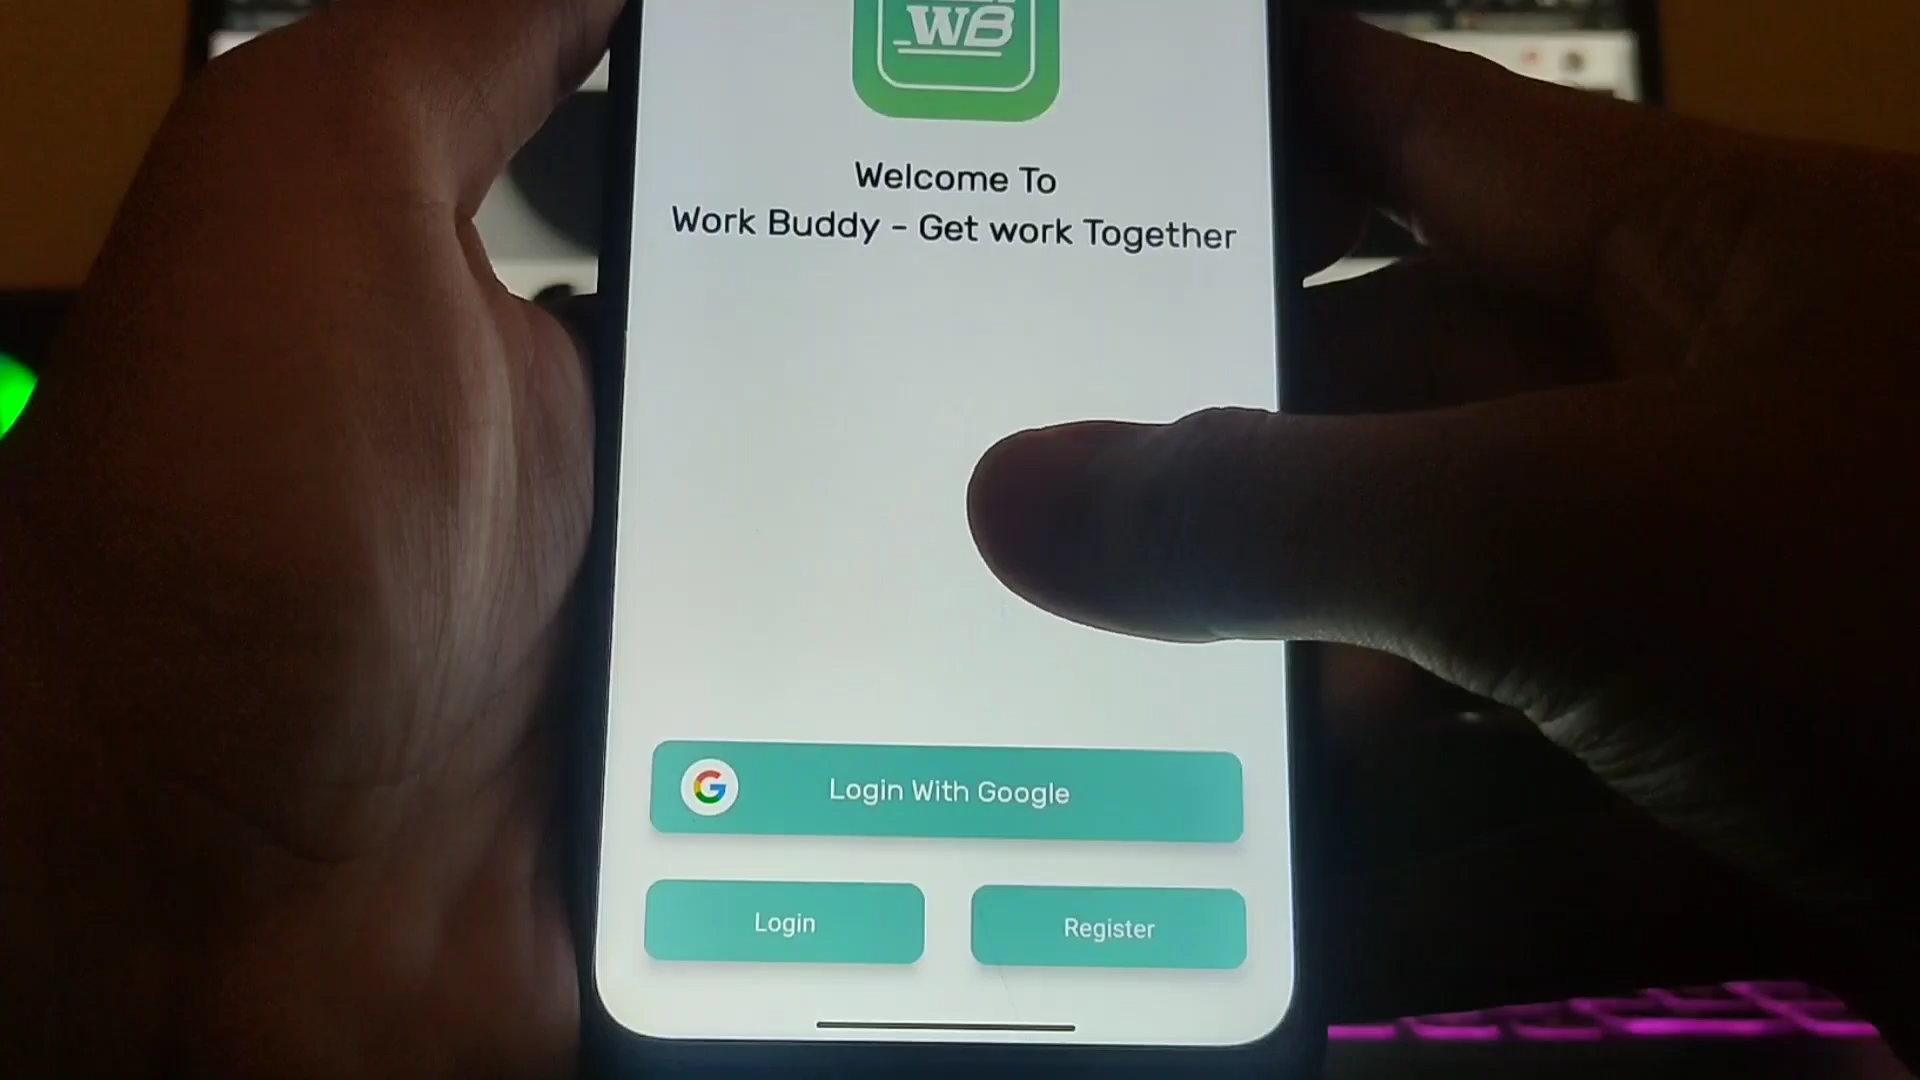 WB
Welcome To
Work Buddy - Get work Together
Login With Google
Login
Register